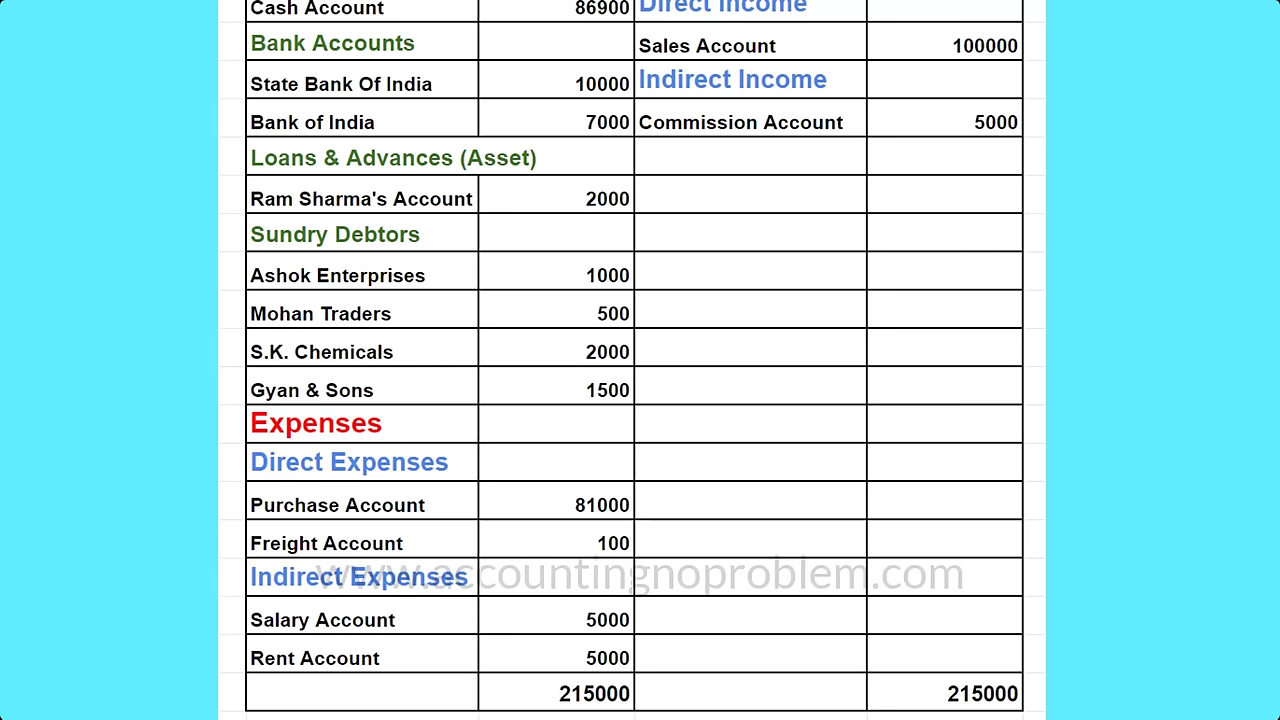 Cash Account 86900 Direct Income
Bank Accounts Sales Account 100000
State Bank Of India 10000 Indirect Income
Bank of India 7000 Commission Account 5000
Loans & Advances (Asset)
Ram Sharma's Account 2000
Sundry Debtors
Ashok Enterprises 1000
Mohan Traders 500
S.K. Chemicals 2000
Gyan & Sons 1500
Expenses
Direct Expenses
Purchase Account 81000
Freight Account 100
Indirect Expenses
www.accountingnoproblem.com
Salary Account 5000
Rent Account 5000
215000 215000